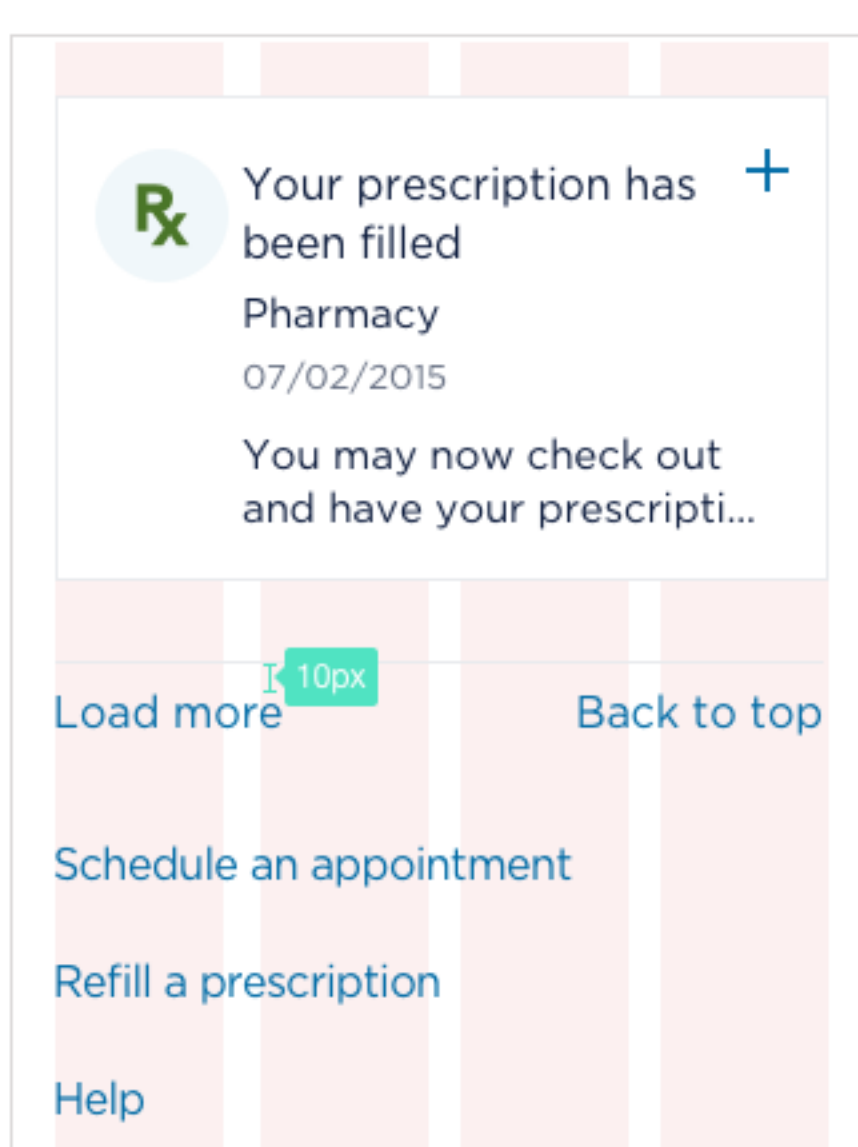 Rx
Your prescription has
been filled
Pharmacy
07/02/2015
You may now check out
and have your prescripti...
10px
Load more
Back to top
Schedule an appointment
Refill a prescription
Help